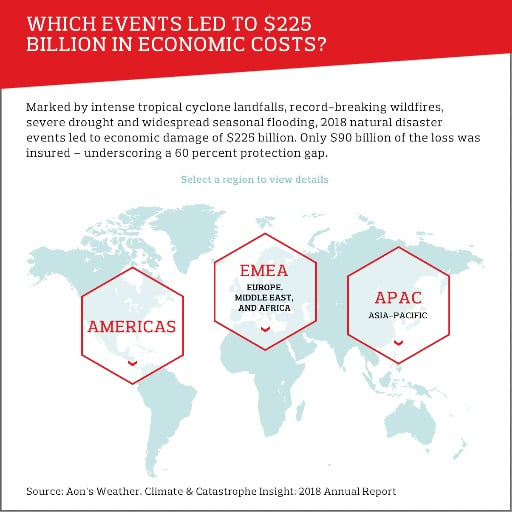 WHICH EVENTS LED TO $225
BILLION IN ECONOMIC COSTS?
Marked by intense tropical cyclone landfalls, record-breaking wildfires,
severe drought and widespread seasonal flooding, 2018 natural disaster
events led to economic damage of $225 billion. Only $90 billion of the loss was
insured – underscoring a 60 percent protection gap.
Select a region to view details
AMERICAS
EMEA
EUROPE,
MIDDLE EAST,
AND AFRICA
APAC
ASIA-PACIFIC
Source: Aon's Weather, Climate & Catastrophe Insight: 2018 Annual Report